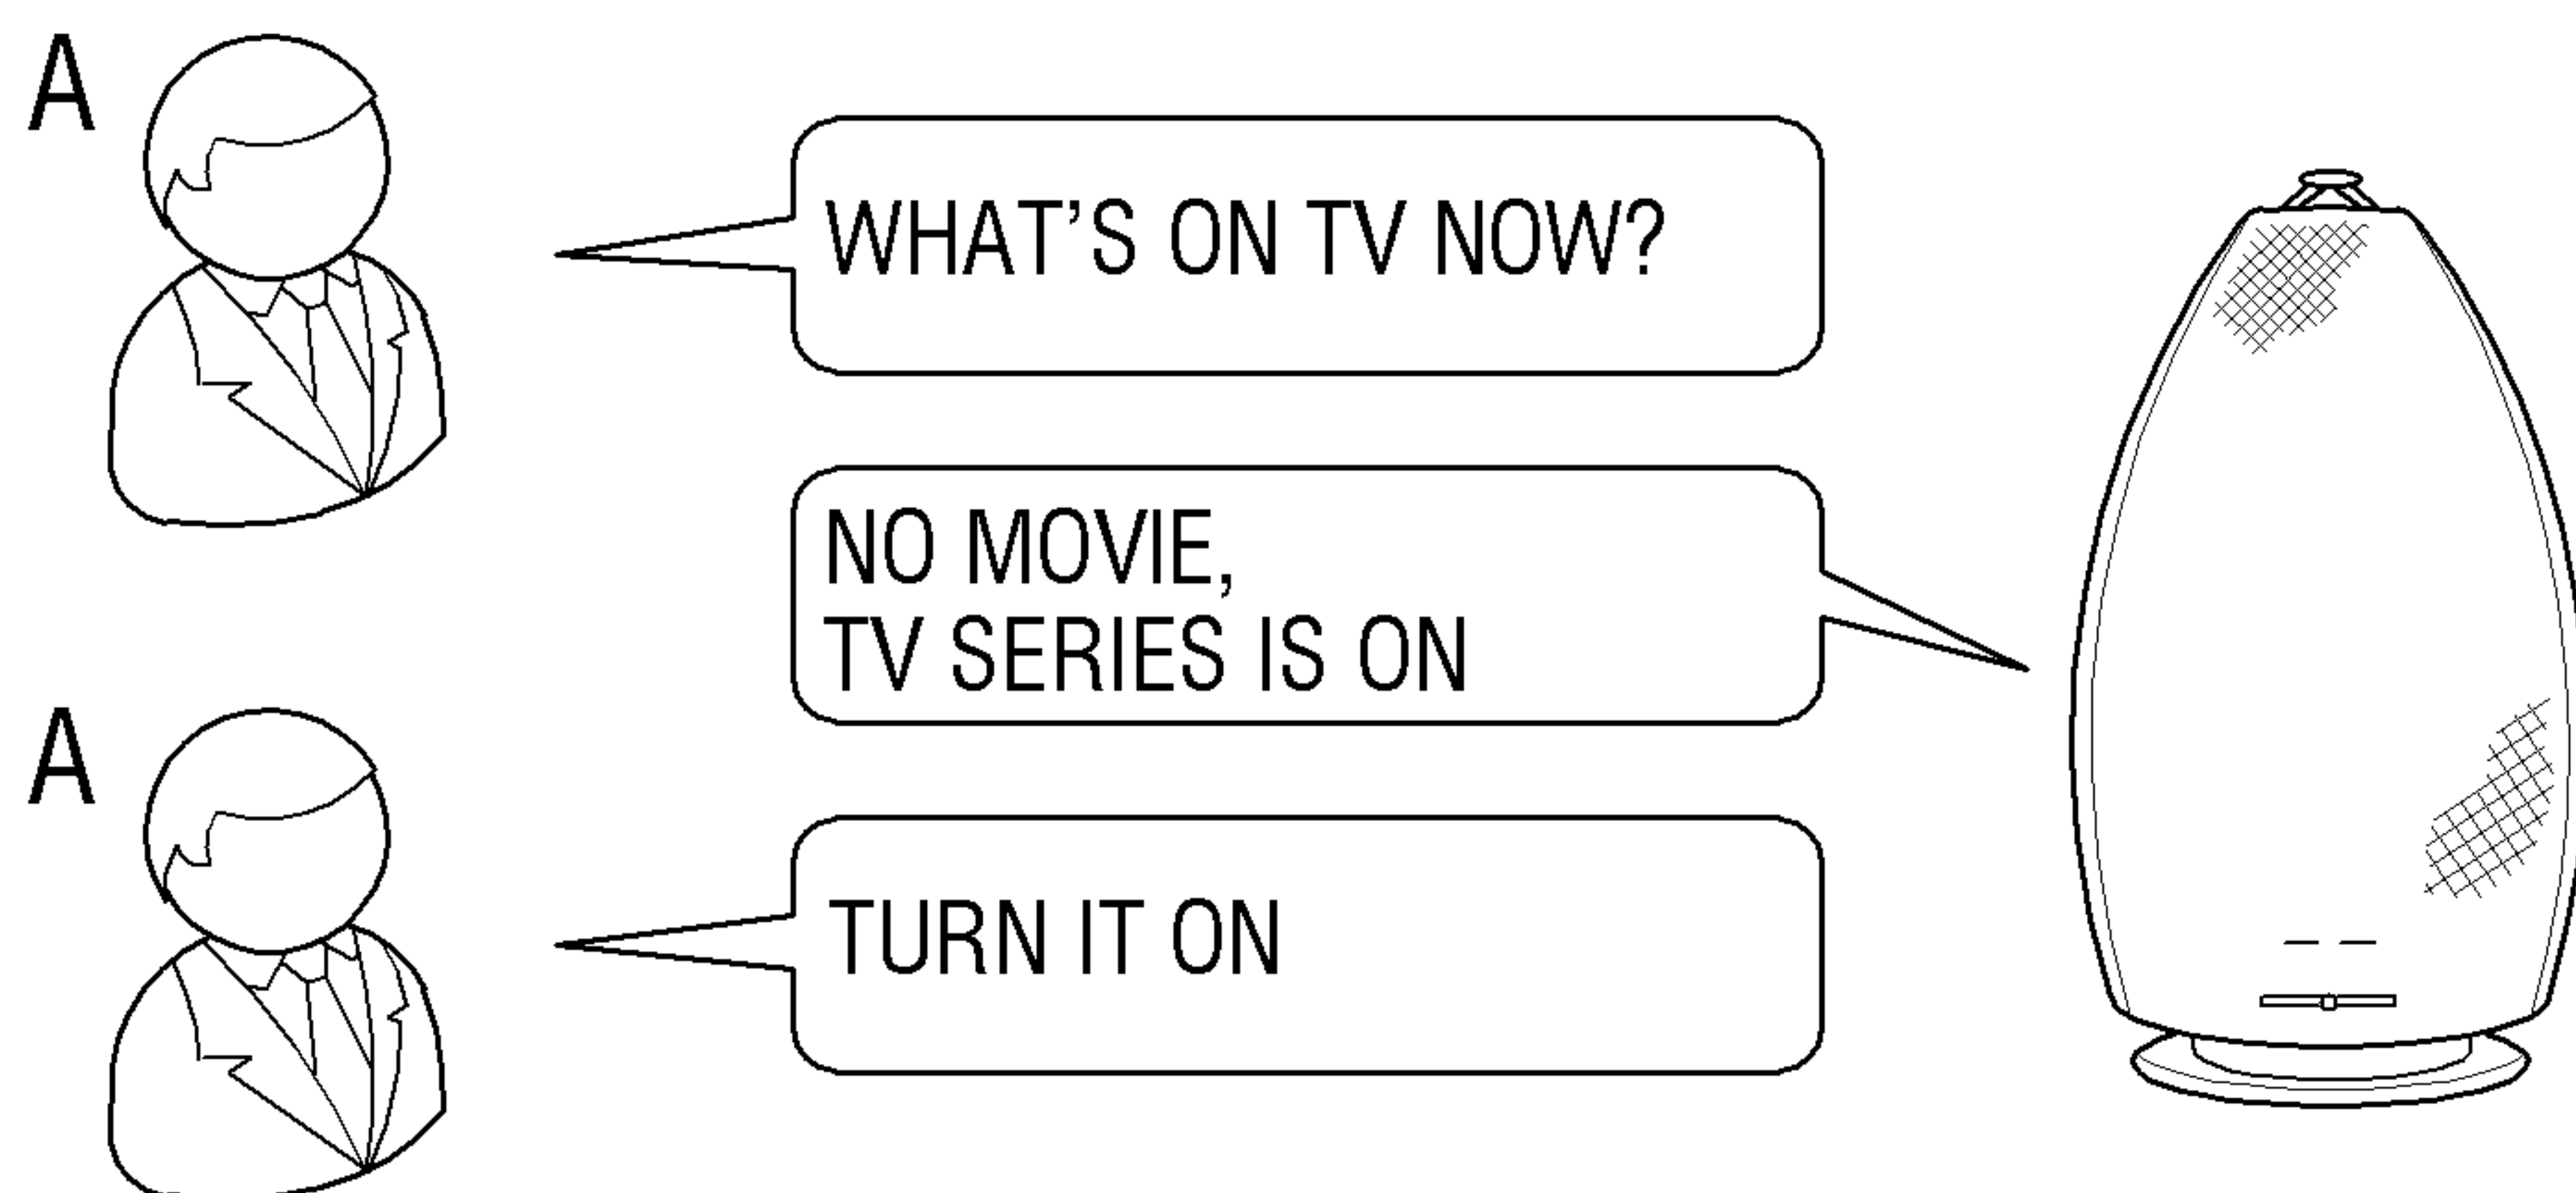 A
WHAT'S ON TV NOW?
NO MOVIE,
TV SERIES IS ON
A
TURN IT ON